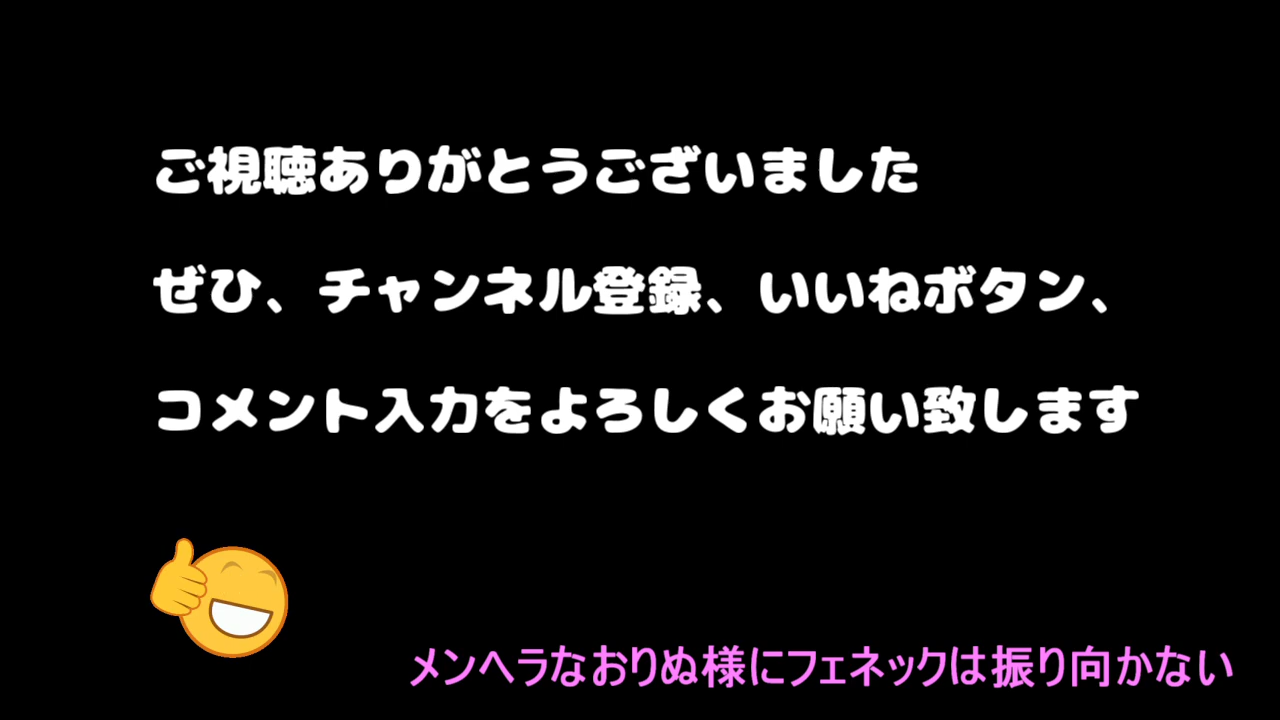 ご視聴ありがとうございました
ぜひ、チャンネル登録、いいねボタン、
コメント入力をよろしくお願い致します
メンヘラなおりぬ様にフェネックは振り向かない